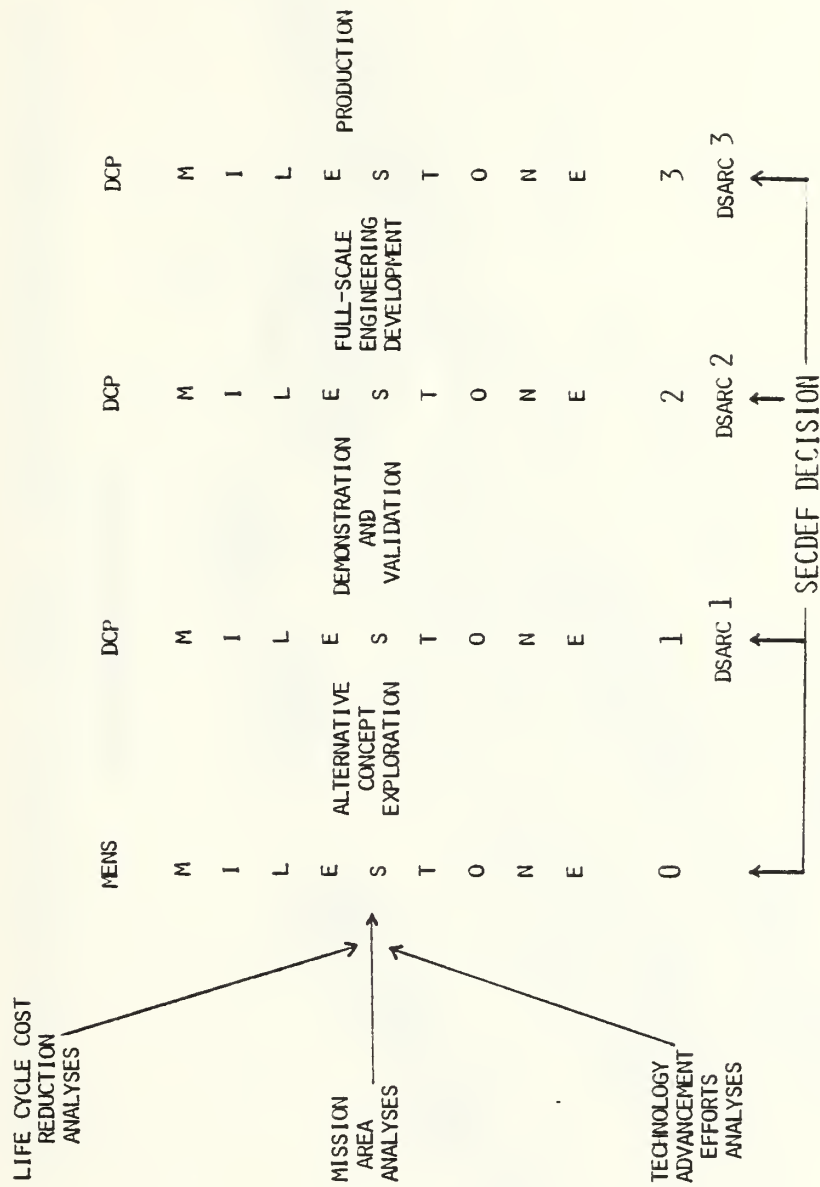 LIFE CYCLE COST
REDUCTION
ANALYSES
MISSION
AREA
ANALYSES
TECHNOLOGY
ADVANCEMENT
EFFORTS
ANALYSES
MENS
M
I
L
E
S
T
O
N
E
0
ALTERNATIVE
CONCEPT
EXPLORATION
DCP
M
I
L
E
S
T
O
N
E
1
DSARC 1
DEMONSTRATION
AND
VALIDATION
DCP
M
I
L
E
S
T
O
N
E
2
DSARC 2
FULL-SCALE
ENGINEERING
DEVELOPMENT
DCP
M
I
L
E
S
T
O
N
E
3
DSARC 3
PRODUCTION
SECDEF DECISION